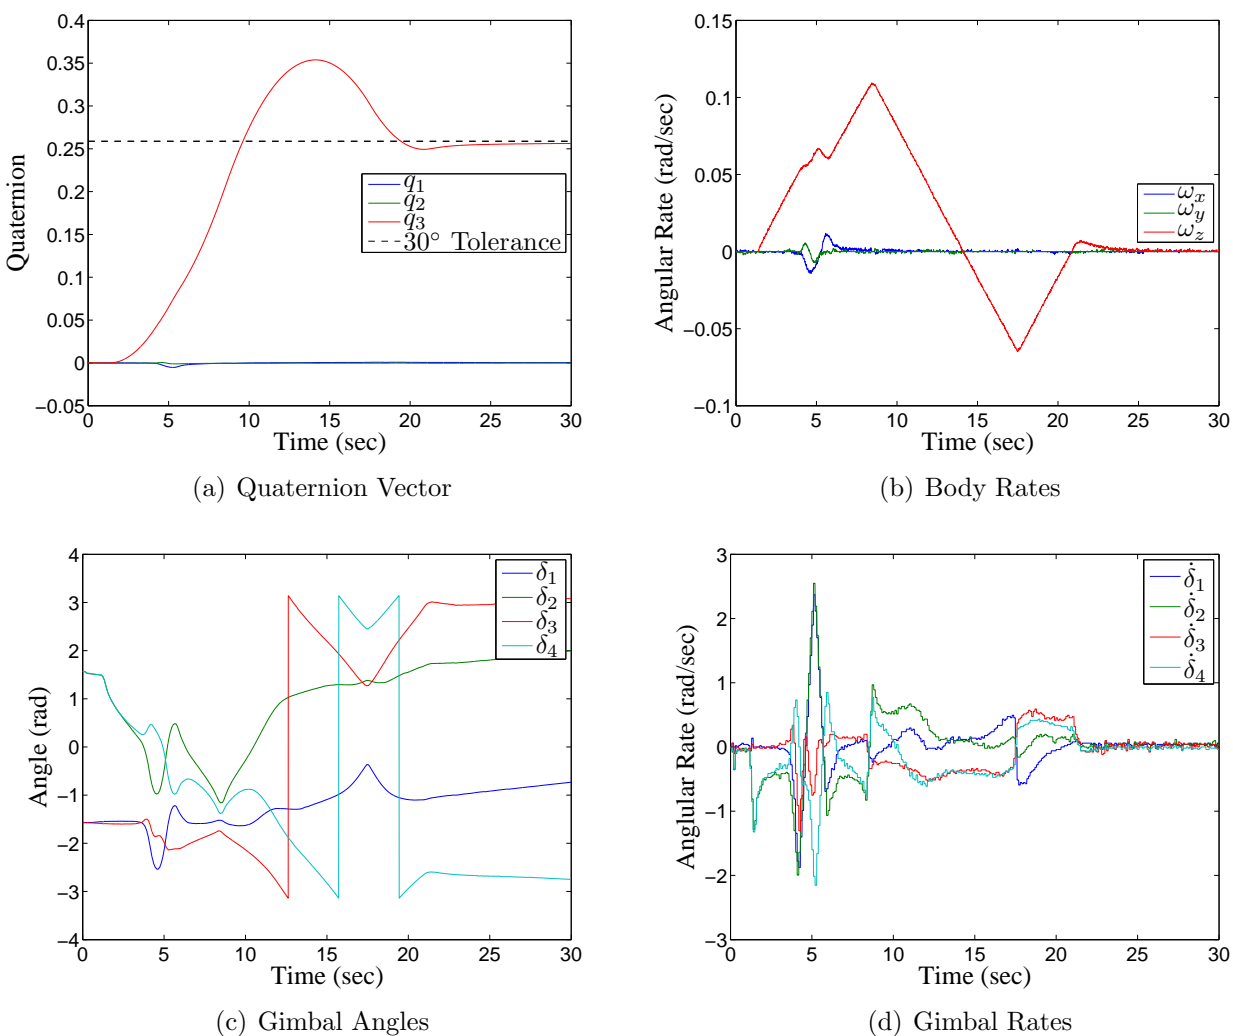 0.4
0.35
0.3
0.25
0.2
0.15
0.1
0.05
0
−0.05
Quaternion
q1
q2
q3
30° Tolerance
0 5 10 15 20 25 30
Time (sec)
(a) Quaternion Vector
0.15
0.1
0.05
0
−0.05
−0.1
Angular Rate (rad/sec)
ωx
ωy
ωz
0 5 10 15 20 25 30
Time (sec)
(b) Body Rates
4
3
2
1
0
−1
−2
−3
−4
Angle (rad)
δ1
δ2
δ3
δ4
0 5 10 15 20 25 30
Time (sec)
(c) Gimbal Angles
3
2
1
0
−1
−2
−3
Anglular Rate (rad/sec)
δ̇1
δ̇2
δ̇3
δ̇4
0 5 10 15 20 25 30
Time (sec)
(d) Gimbal Rates